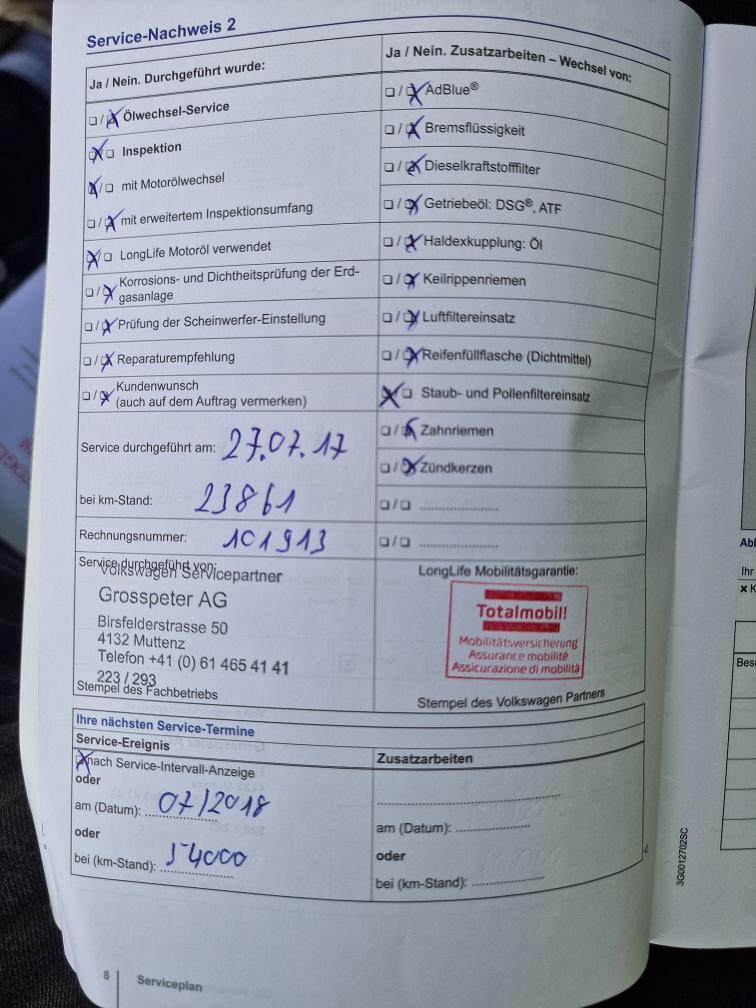 Service-Nachweis 2
Ja / Nein. Durchgeführt wurde:
❏ / ☒ Ölwechsel-Service
☒ / ❏ Inspektion
☒ / ❏ mit Motorölwechsel
❏ / ☒ mit erweitertem Inspektionsumfang
☒ / ❏ LongLife Motoröl verwendet
❏ / ☒ Korrosions- und Dichtheitsprüfung der Erd-
gasanlage
❏ / ☒ Prüfung der Scheinwerfer-Einstellung
❏ / ☒ Reparaturempfehlung
❏ / ☒ Kundenwunsch
(auch auf dem Auftrag vermerken)
Service durchgeführt am: 27.07.17
bei km-Stand: 23861
Rechnungsnummer: 101913
Service durchgeführt von:
Volkswagen Servicepartner
Grosspeter AG
Birsfelderstrasse 50
4132 Muttenz
Telefon +41 (0) 61 465 41 41
223 / 293
Stempel des Fachbetriebs
Ja / Nein. Zusatzarbeiten – Wechsel von:
❏ / ☒ AdBlue®
❏ / ☒ Bremsflüssigkeit
❏ / ☒ Dieselkraftstofffilter
❏ / ☒ Getriebeöl: DSG®, ATF
❏ / ☒ Haldexkupplung: Öl
❏ / ☒ Keilrippenriemen
❏ / ☒ Luftfiltereinsatz
❏ / ☒ Reifenfüllflasche (Dichtmittel)
☒ / ❏ Staub- und Pollenfiltereinsatz
❏ / ☒ Zahnriemen
❏ / ☒ Zündkerzen
❏ / ❏ ....................
❏ / ❏ ....................
LongLife Mobilitätsgarantie:
Totalmobil!
Mobilitätsversicherung
Assurance mobilité
Assicurazione di mobilità
Stempel des Volkswagen Partners
Ihre nächsten Service-Termine
Service-Ereignis
☒ nach Service-Intervall-Anzeige
oder
am (Datum): 07/2018
oder
bei (km-Stand): 54000
Zusatzarbeiten
am (Datum): ....................
oder
bei (km-Stand): ....................
8
Serviceplan
3G0012702SC
Ihr